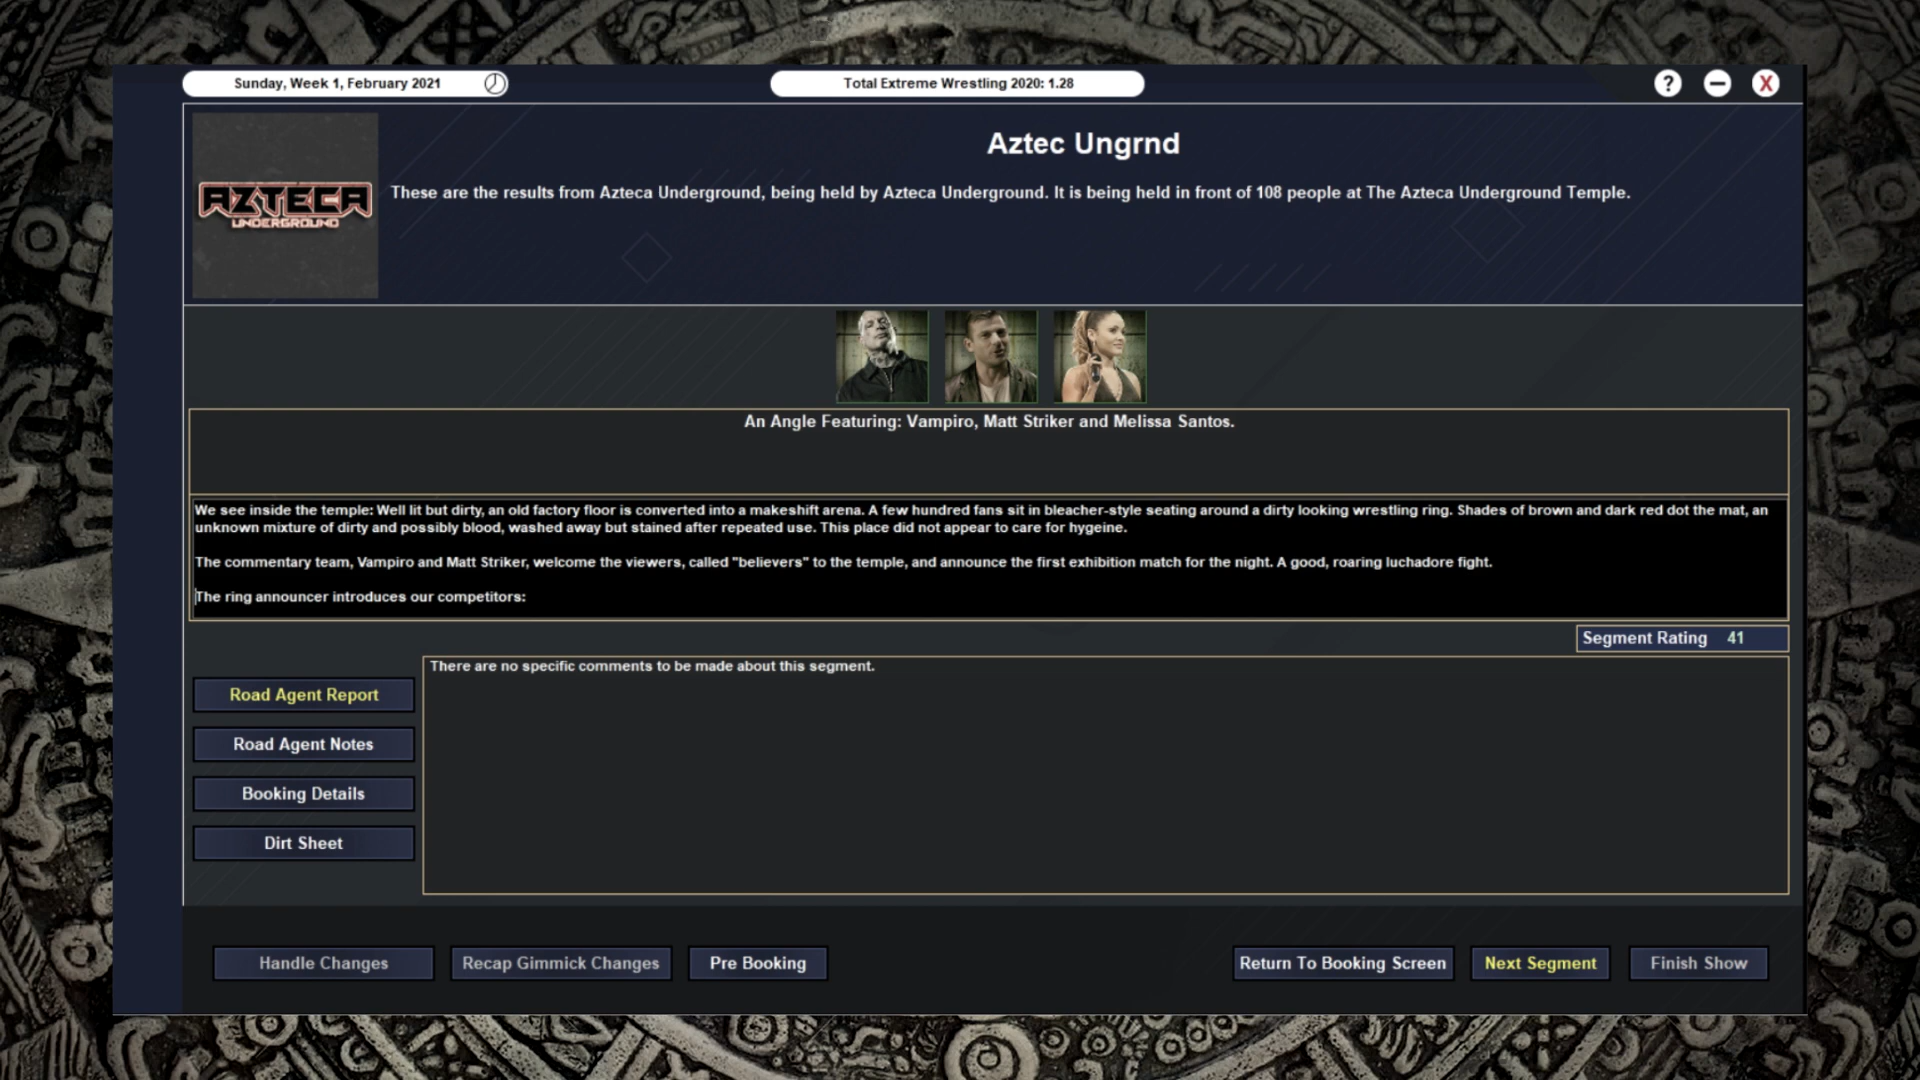 Sunday, Week 1, February 2021
Total Extreme Wrestling 2020: 1.28
?
X
Aztec Ungrnd
AZTECA
UNDERGROUND
These are the results from Azteca Underground, being held by Azteca Underground. It is being held in front of 108 people at The Azteca Underground Temple.
An Angle Featuring: Vampiro, Matt Striker and Melissa Santos.
We see inside the temple: Well lit but dirty, an old factory floor is converted into a makeshift arena. A few hundred fans sit in bleacher-style seating around a dirty looking wrestling ring. Shades of brown and dark red dot the mat, an
unknown mixture of dirty and possibly blood, washed away but stained after repeated use. This place did not appear to care for hygeine.
The commentary team, Vampiro and Matt Striker, welcome the viewers, called "believers" to the temple, and announce the first exhibition match for the night. A good, roaring luchadore fight.
The ring announcer introduces our competitors:
Segment Rating 41
There are no specific comments to be made about this segment.
Road Agent Report
Road Agent Notes
Booking Details
Dirt Sheet
Handle Changes
Recap Gimmick Changes
Pre Booking
Return To Booking Screen
Next Segment
Finish Show